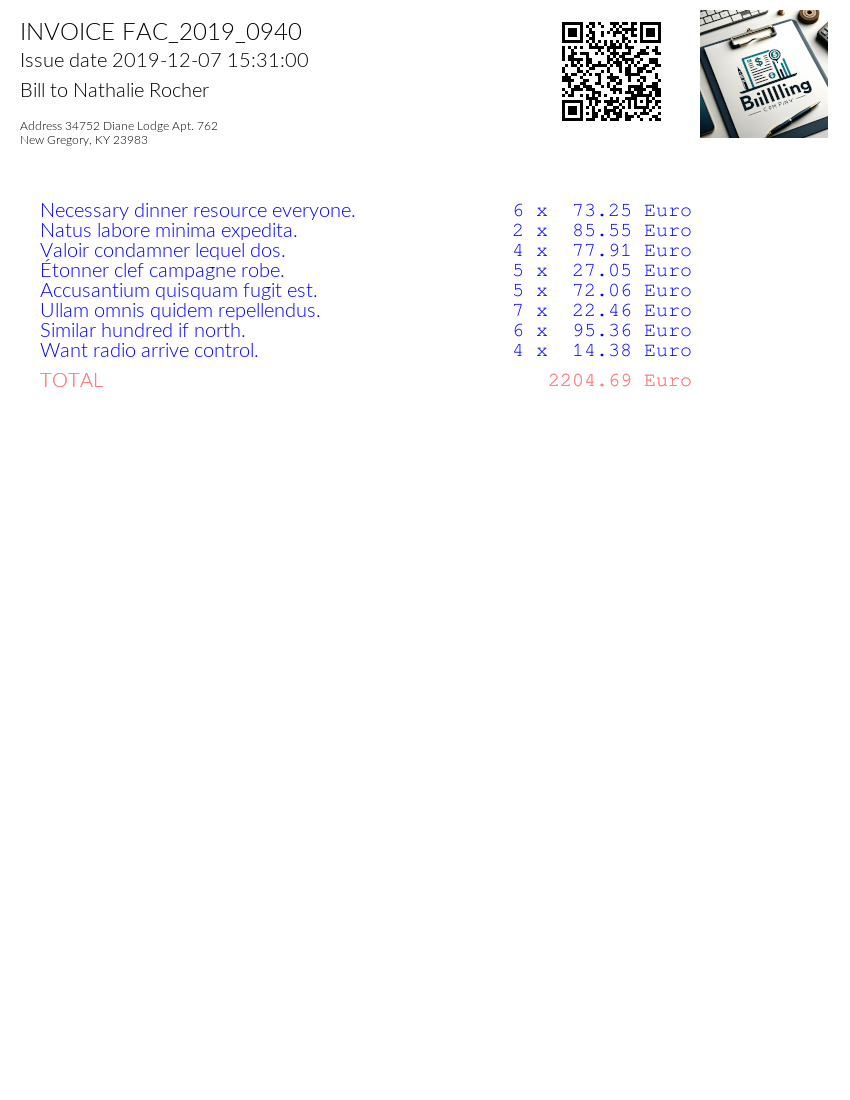 INVOICE FAC_2019_0940
Issue date 2019-12-07 15:31:00
Bill to Nathalie Rocher
Address 34752 Diane Lodge Apt. 762
New Gregory, KY 23983
Biillling
COMPANY
Necessary dinner resource everyone. 6 x 73.25 Euro
Natus labore minima expedita. 2 x 85.55 Euro
Valoir condamner lequel dos. 4 x 77.91 Euro
Étonner clef campagne robe. 5 x 27.05 Euro
Accusantium quisquam fugit est. 5 x 72.06 Euro
Ullam omnis quidem repellendus. 7 x 22.46 Euro
Similar hundred if north. 6 x 95.36 Euro
Want radio arrive control. 4 x 14.38 Euro
TOTAL 2204.69 Euro